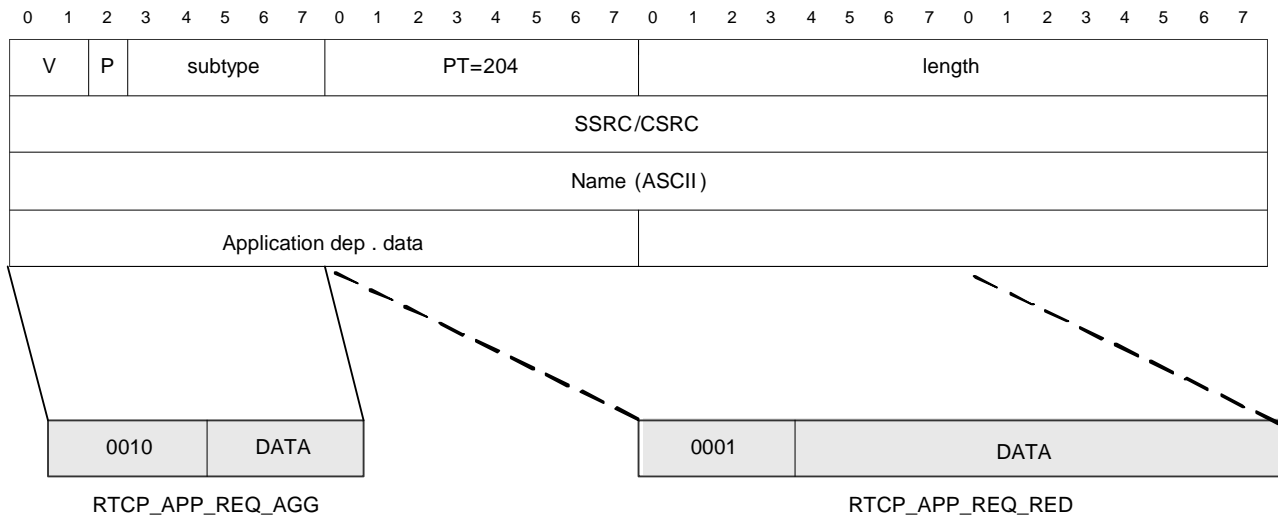 0 1 2 3 4 5 6 7 0 1 2 3 4 5 6 7 0 1 2 3 4 5 6 7 0 1 2 3 4 5 6 7
V P subtype PT=204 length
SSRC/CSRC
Name (ASCII)
Application dep . data
0010 DATA 0001 DATA
RTCP_APP_REQ_AGG RTCP_APP_REQ_RED